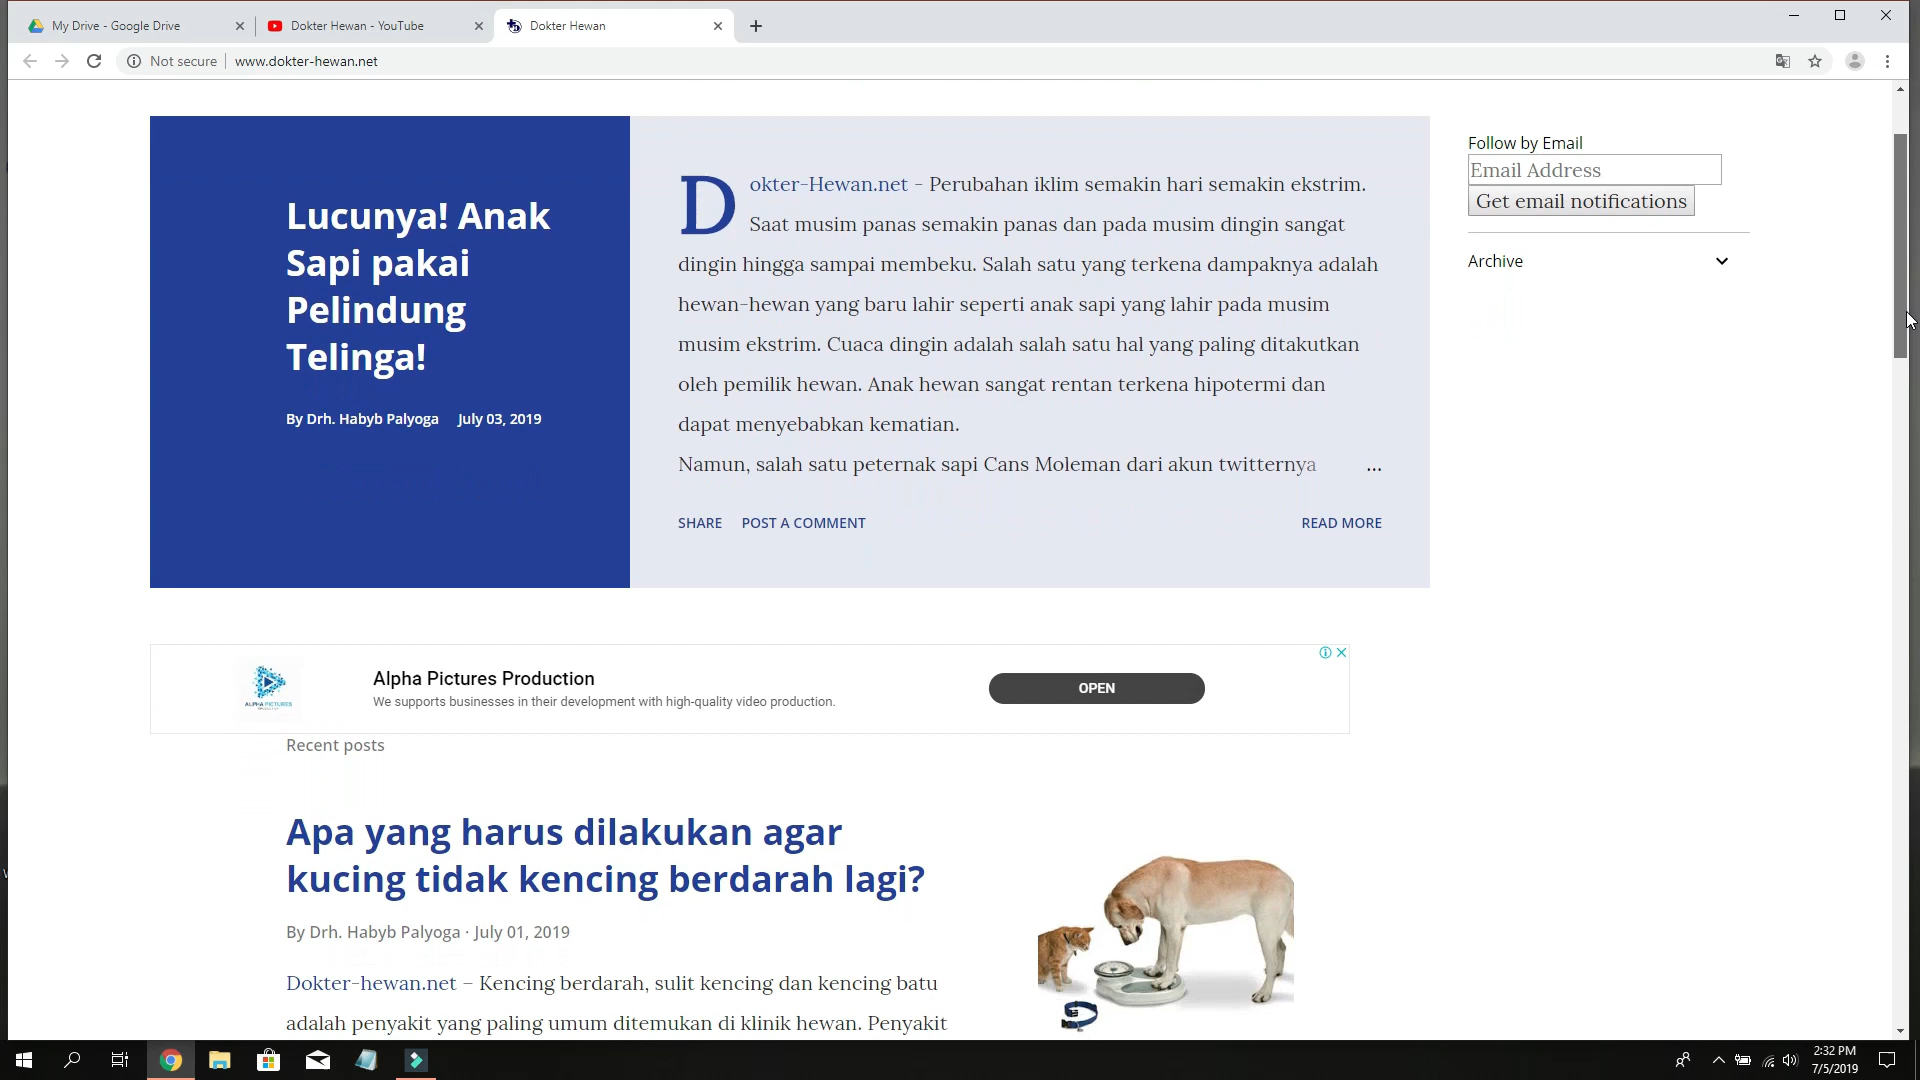 My Drive - Google Drive
Dokter Hewan - YouTube
Dokter Hewan
Not secure
www.dokter-hewan.net
Lucunya! Anak
Sapi pakai
Pelindung
Telinga!
By Drh. Habyb Palyoga July 03, 2019
Dokter-Hewan.net - Perubahan iklim semakin hari semakin ekstrim.
Saat musim panas semakin panas dan pada musim dingin sangat
dingin hingga sampai membeku. Salah satu yang terkena dampaknya adalah
hewan-hewan yang baru lahir seperti anak sapi yang lahir pada musim
musim ekstrim. Cuaca dingin adalah salah satu hal yang paling ditakutkan
oleh pemilik hewan. Anak hewan sangat rentan terkena hipotermi dan
dapat menyebabkan kematian.
Namun, salah satu peternak sapi Cans Moleman dari akun twitternya ...
SHARE POST A COMMENT READ MORE
Follow by Email
Email Address
Get email notifications
Archive
ALPHA PICTURES
Alpha Pictures Production
We supports businesses in their development with high-quality video production.
OPEN
Recent posts
Apa yang harus dilakukan agar
kucing tidak kencing berdarah lagi?
By Drh. Habyb Palyoga · July 01, 2019
Dokter-hewan.net – Kencing berdarah, sulit kencing dan kencing batu
adalah penyakit yang paling umum ditemukan di klinik hewan. Penyakit
2:32 PM
7/5/2019